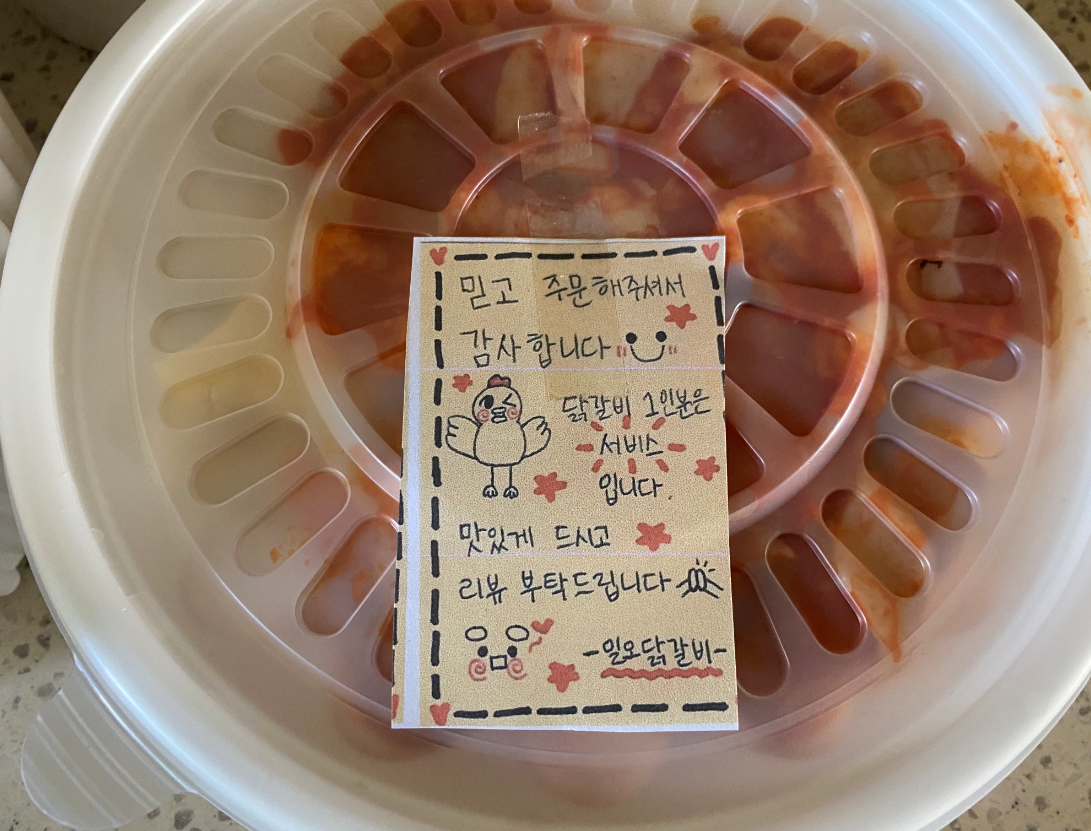 믿고 주문해주셔서
감사합니다
닭갈비 1인분은
서비스
입니다.
맛있게 드시고
리뷰 부탁드립니다
-일오닭갈비-